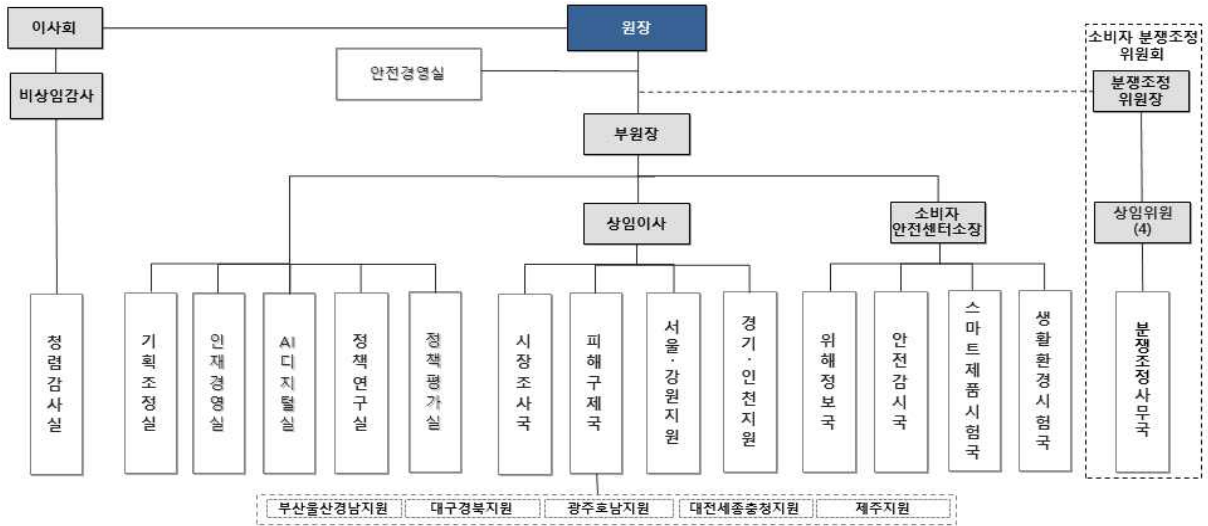 이사회
원장
소비자 분쟁조정
위원회
안전경영실
비상임감사
분쟁조정
위원장
부원장
상임이사
소비자
안전센터소장
상임위원
(4)
청렴감사실
기획조정실
인재경영실
AI디지털실
정책연구실
정책평가실
시장조사국
피해구제국
서울·강원지원
경기·인천지원
위해정보국
안전감시국
스마트제품시험국
생활환경시험국
분쟁조정사무국
부산울산경남지원
대구경북지원
광주호남지원
대전세종충청지원
제주지원